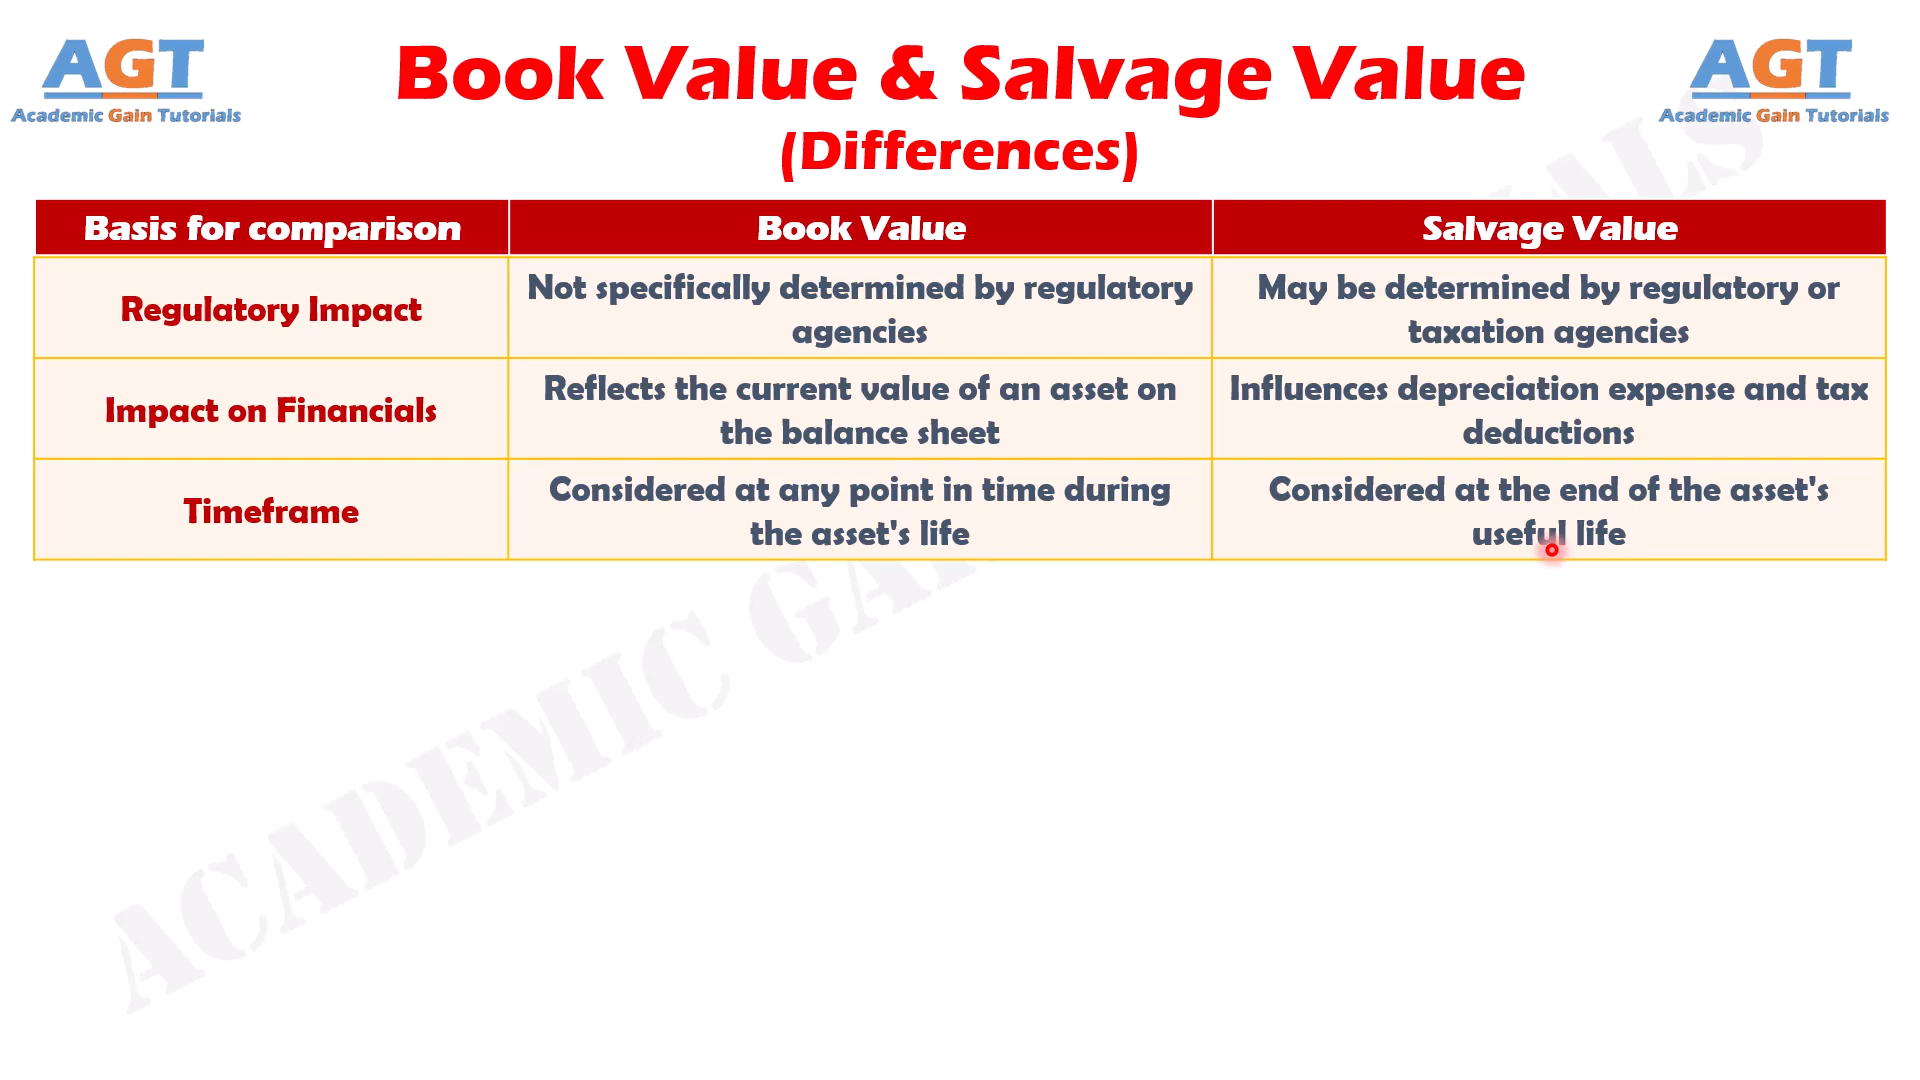 AGT
Academic Gain Tutorials
Book Value & Salvage Value
(Differences)
AGT
Academic Gain Tutorials
Basis for comparison
Book Value
Salvage Value
Regulatory Impact
Not specifically determined by regulatory
agencies
May be determined by regulatory or
taxation agencies
Impact on Financials
Reflects the current value of an asset on
the balance sheet
Influences depreciation expense and tax
deductions
Timeframe
Considered at any point in time during
the asset's life
Considered at the end of the asset's
useful life
ACADEMIC